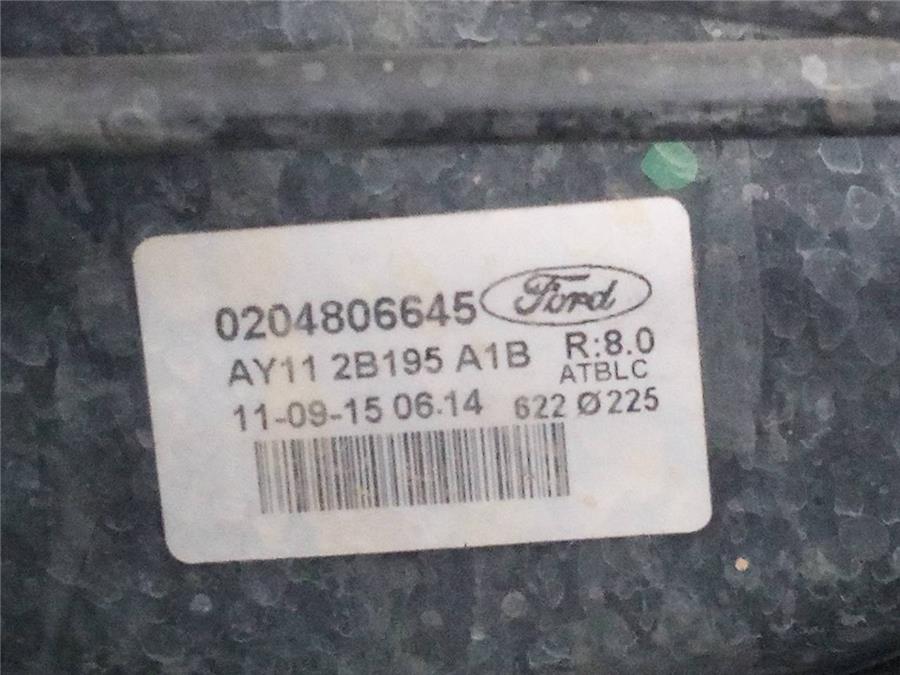 0204806645 Ford
AY11 2B195 A1B R:8.0
ATBLC
11-09-15 06.14 622 Ø225